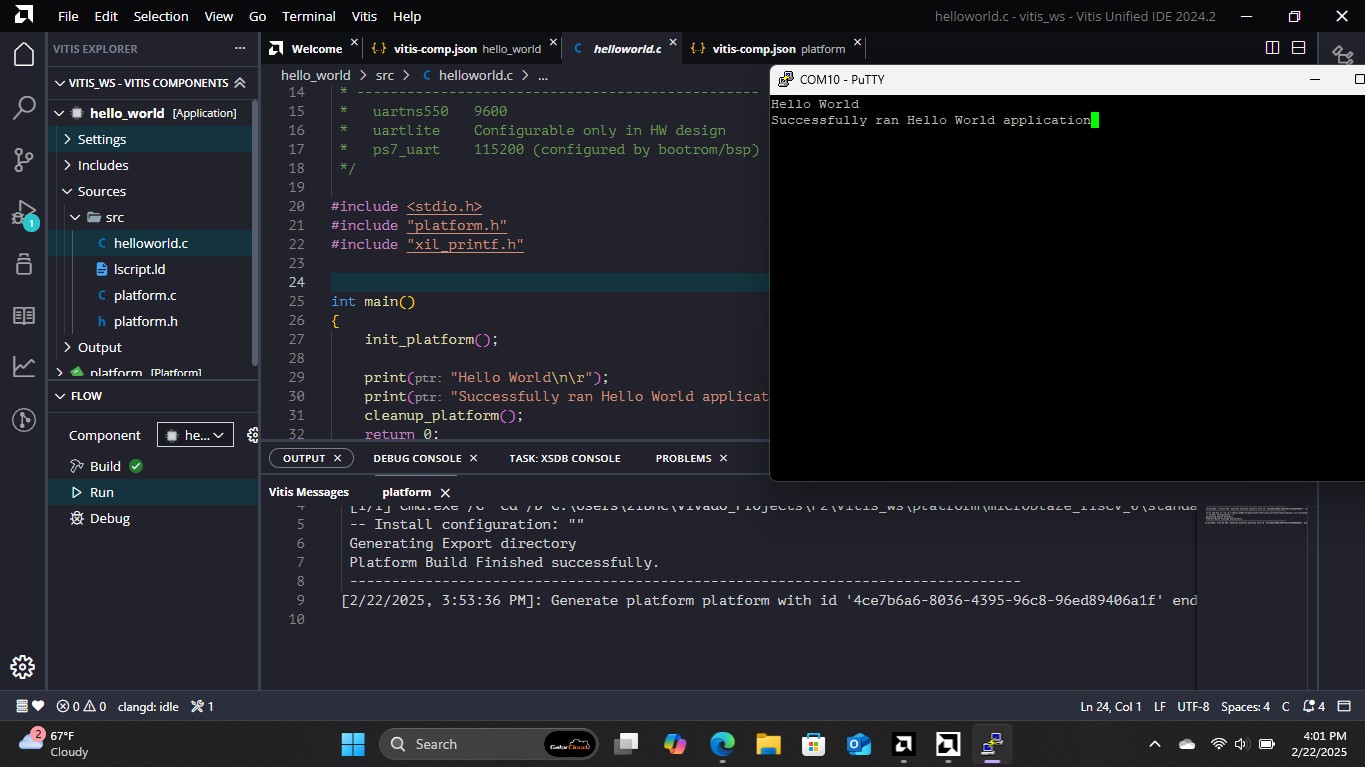 File Edit Selection View Go Terminal Vitis Help
helloworld.c - vitis_ws - Vitis Unified IDE 2024.2
VITIS EXPLORER
VITIS_WS - VITIS COMPONENTS
hello_world [Application]
Settings
Includes
Sources
src
helloworld.c
lscript.ld
platform.c
platform.h
Output
platform [Platform]
FLOW
Component he...
Build
Run
Debug
1
Welcome
vitis-comp.json hello_world
helloworld.c
vitis-comp.json platform
hello_world > src > C helloworld.c > ...
14 * ------------------------------------------------
15 * uartns550 9600
16 * uartlite Configurable only in HW design
17 * ps7_uart 115200 (configured by bootrom/bsp)
18 */
19
20 #include <stdio.h>
21 #include "platform.h"
22 #include "xil_printf.h"
23
24
25 int main()
26 {
27 init_platform();
28
29 print(ptr: "Hello World\n\r");
30 print(ptr: "Successfully ran Hello World applicat
31 cleanup_platform();
32 return 0;
COM10 - PuTTY
Hello World
Successfully ran Hello World application
OUTPUT
DEBUG CONSOLE
TASK: XSDB CONSOLE
PROBLEMS
Vitis Messages
platform
5 -- Install configuration: ""
6 Generating Export directory
7 Platform Build Finished successfully.
8 --------------------------------------------------------------------------------
9 [2/22/2025, 3:53:36 PM]: Generate platform platform with id '4ce7b6a6-8036-4395-96c8-96ed89406a1f' end
10
0 0 clangd: idle 1
Ln 24, Col 1 LF UTF-8 Spaces: 4 C 4
2
67°F
Cloudy
Search
GatorCloud
4:01 PM
2/22/2025